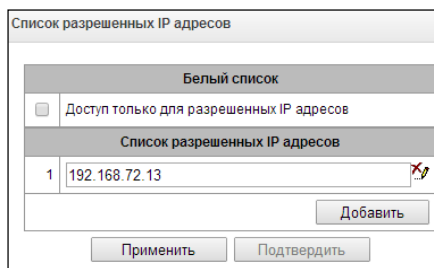 Список разрешенных IP адресов
Белый список
Доступ только для разрешенных IP адресов
Список разрешенных IP адресов
1 192.168.72.13
Добавить
Применить Подтвердить